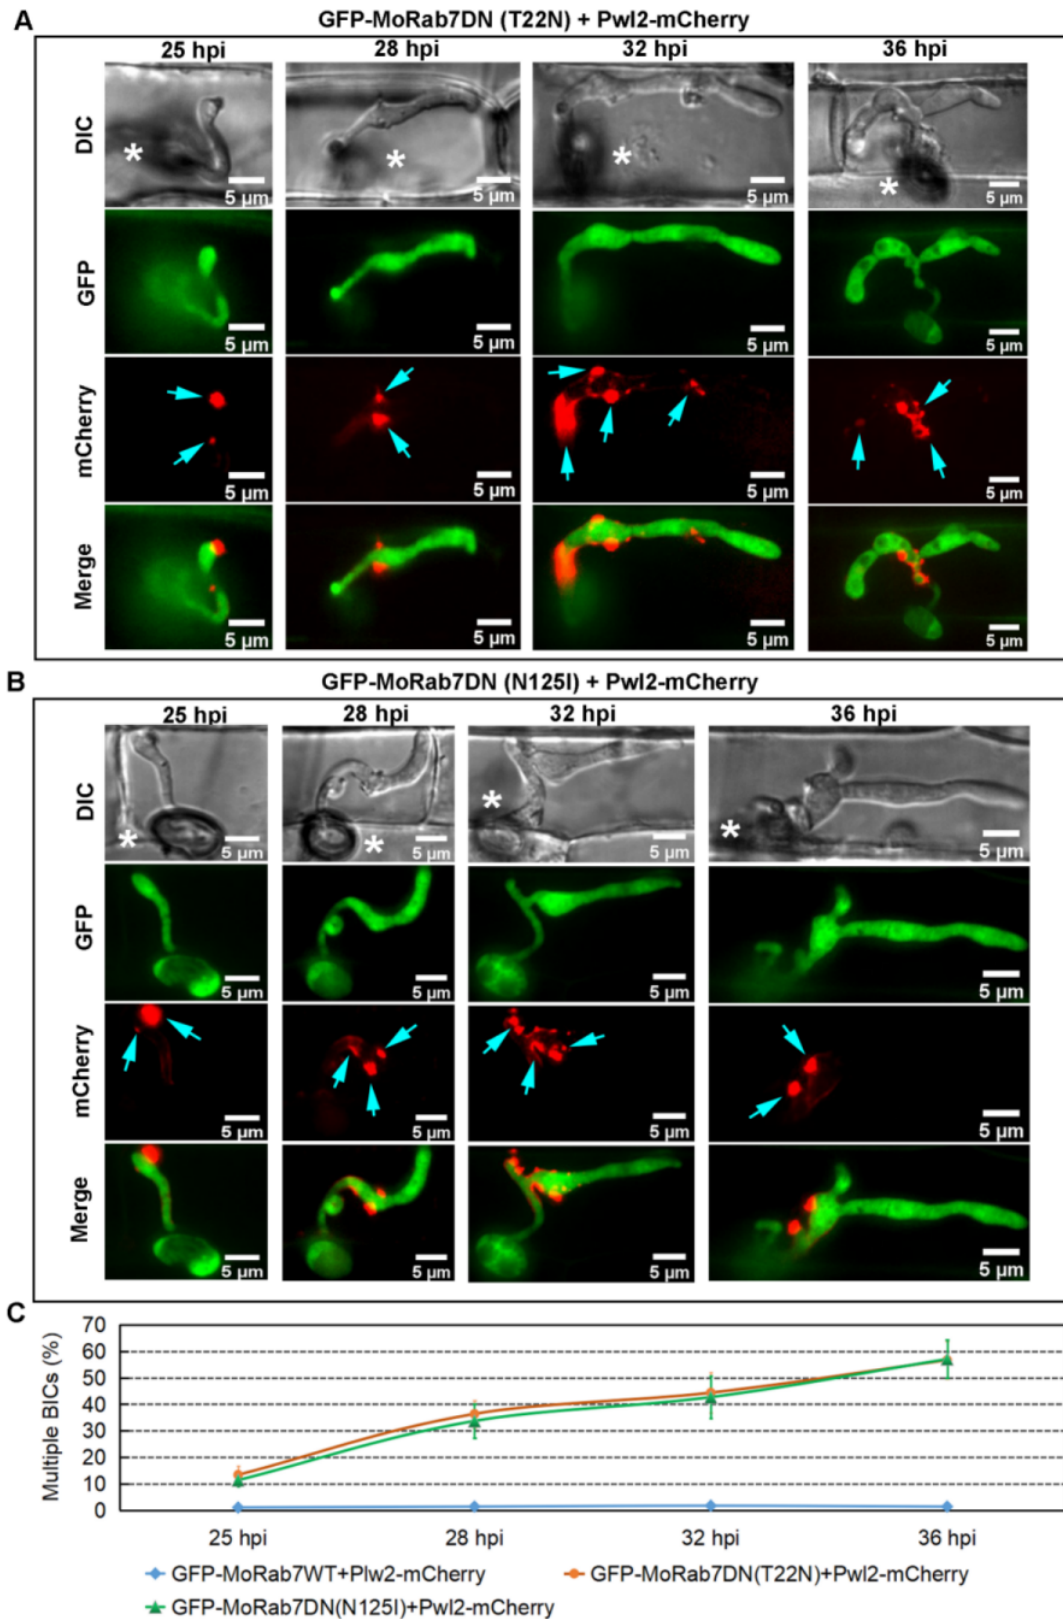 A
GFP-MoRab7DN (T22N) + Pwl2-mCherry
25 hpi 28 hpi 32 hpi 36 hpi
DIC
* * * *
5 µm 5 µm 5 µm 5 µm
GFP
5 µm 5 µm 5 µm 5 µm
mCherry
5 µm 5 µm 5 µm 5 µm
Merge
5 µm 5 µm 5 µm 5 µm
B
GFP-MoRab7DN (N125I) + Pwl2-mCherry
25 hpi 28 hpi 32 hpi 36 hpi
DIC
* * * *
5 µm 5 µm 5 µm 5 µm
GFP
5 µm 5 µm 5 µm 5 µm
mCherry
5 µm 5 µm 5 µm 5 µm
Merge
5 µm 5 µm 5 µm 5 µm
C
Multiple BICs (%)
70
60
50
40
30
20
10
0
25 hpi 28 hpi 32 hpi 36 hpi
GFP-MoRab7WT+Plw2-mCherry GFP-MoRab7DN(T22N)+Pwl2-mCherry
GFP-MoRab7DN(N125I)+Pwl2-mCherry